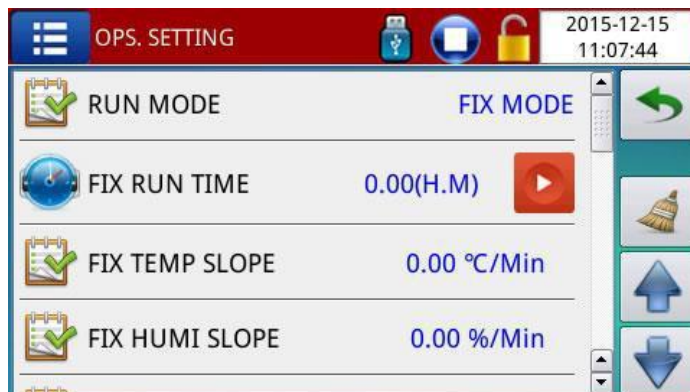 OPS. SETTING
2015-12-15
11:07:44
RUN MODE FIX MODE
FIX RUN TIME 0.00(H.M)
FIX TEMP SLOPE 0.00 ℃/Min
FIX HUMI SLOPE 0.00 %/Min